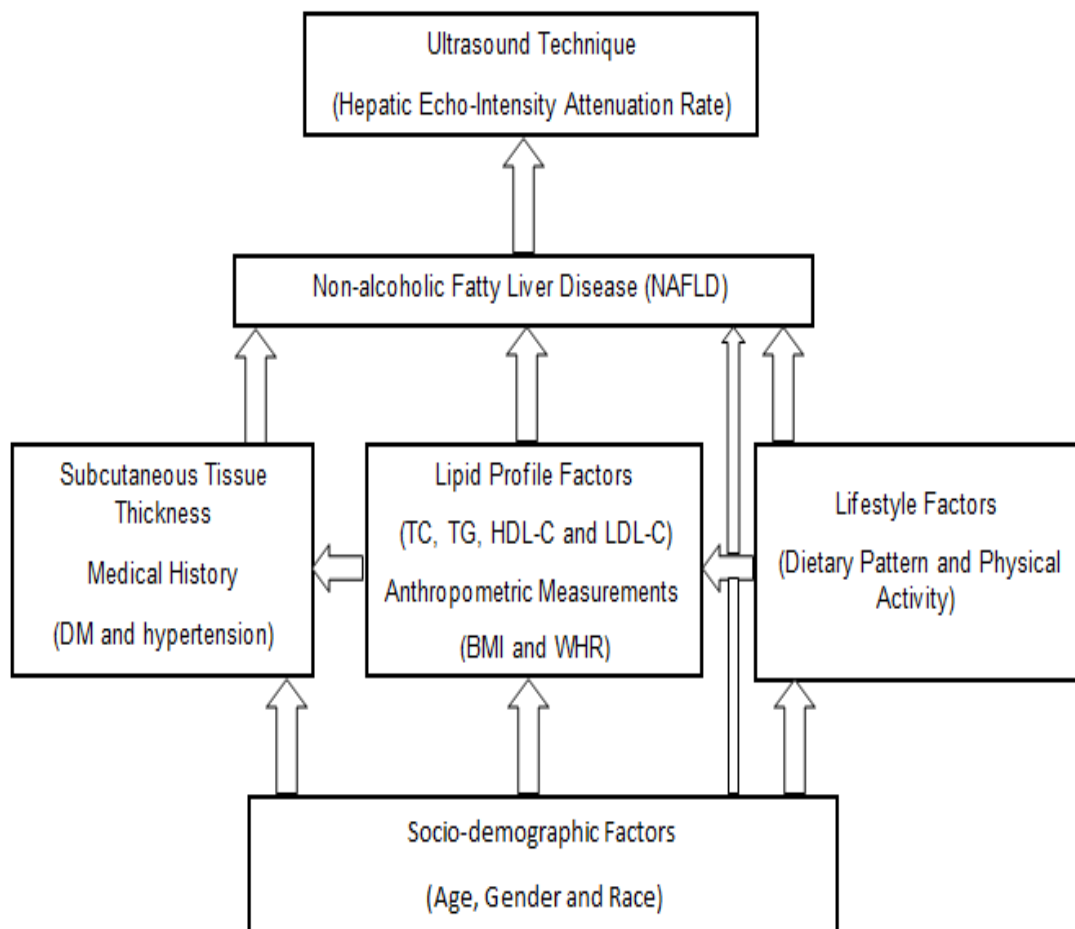 Ultrasound Technique
(Hepatic Echo-Intensity Attenuation Rate)
Non-alcoholic Fatty Liver Disease (NAFLD)
Subcutaneous Tissue
Thickness
Medical History
(DM and hypertension)
Lipid Profile Factors
(TC, TG, HDL-C and LDL-C)
Anthropometric Measurements
(BMI and WHR)
Lifestyle Factors
(Dietary Pattern and Physical
Activity)
Socio-demographic Factors
(Age, Gender and Race)